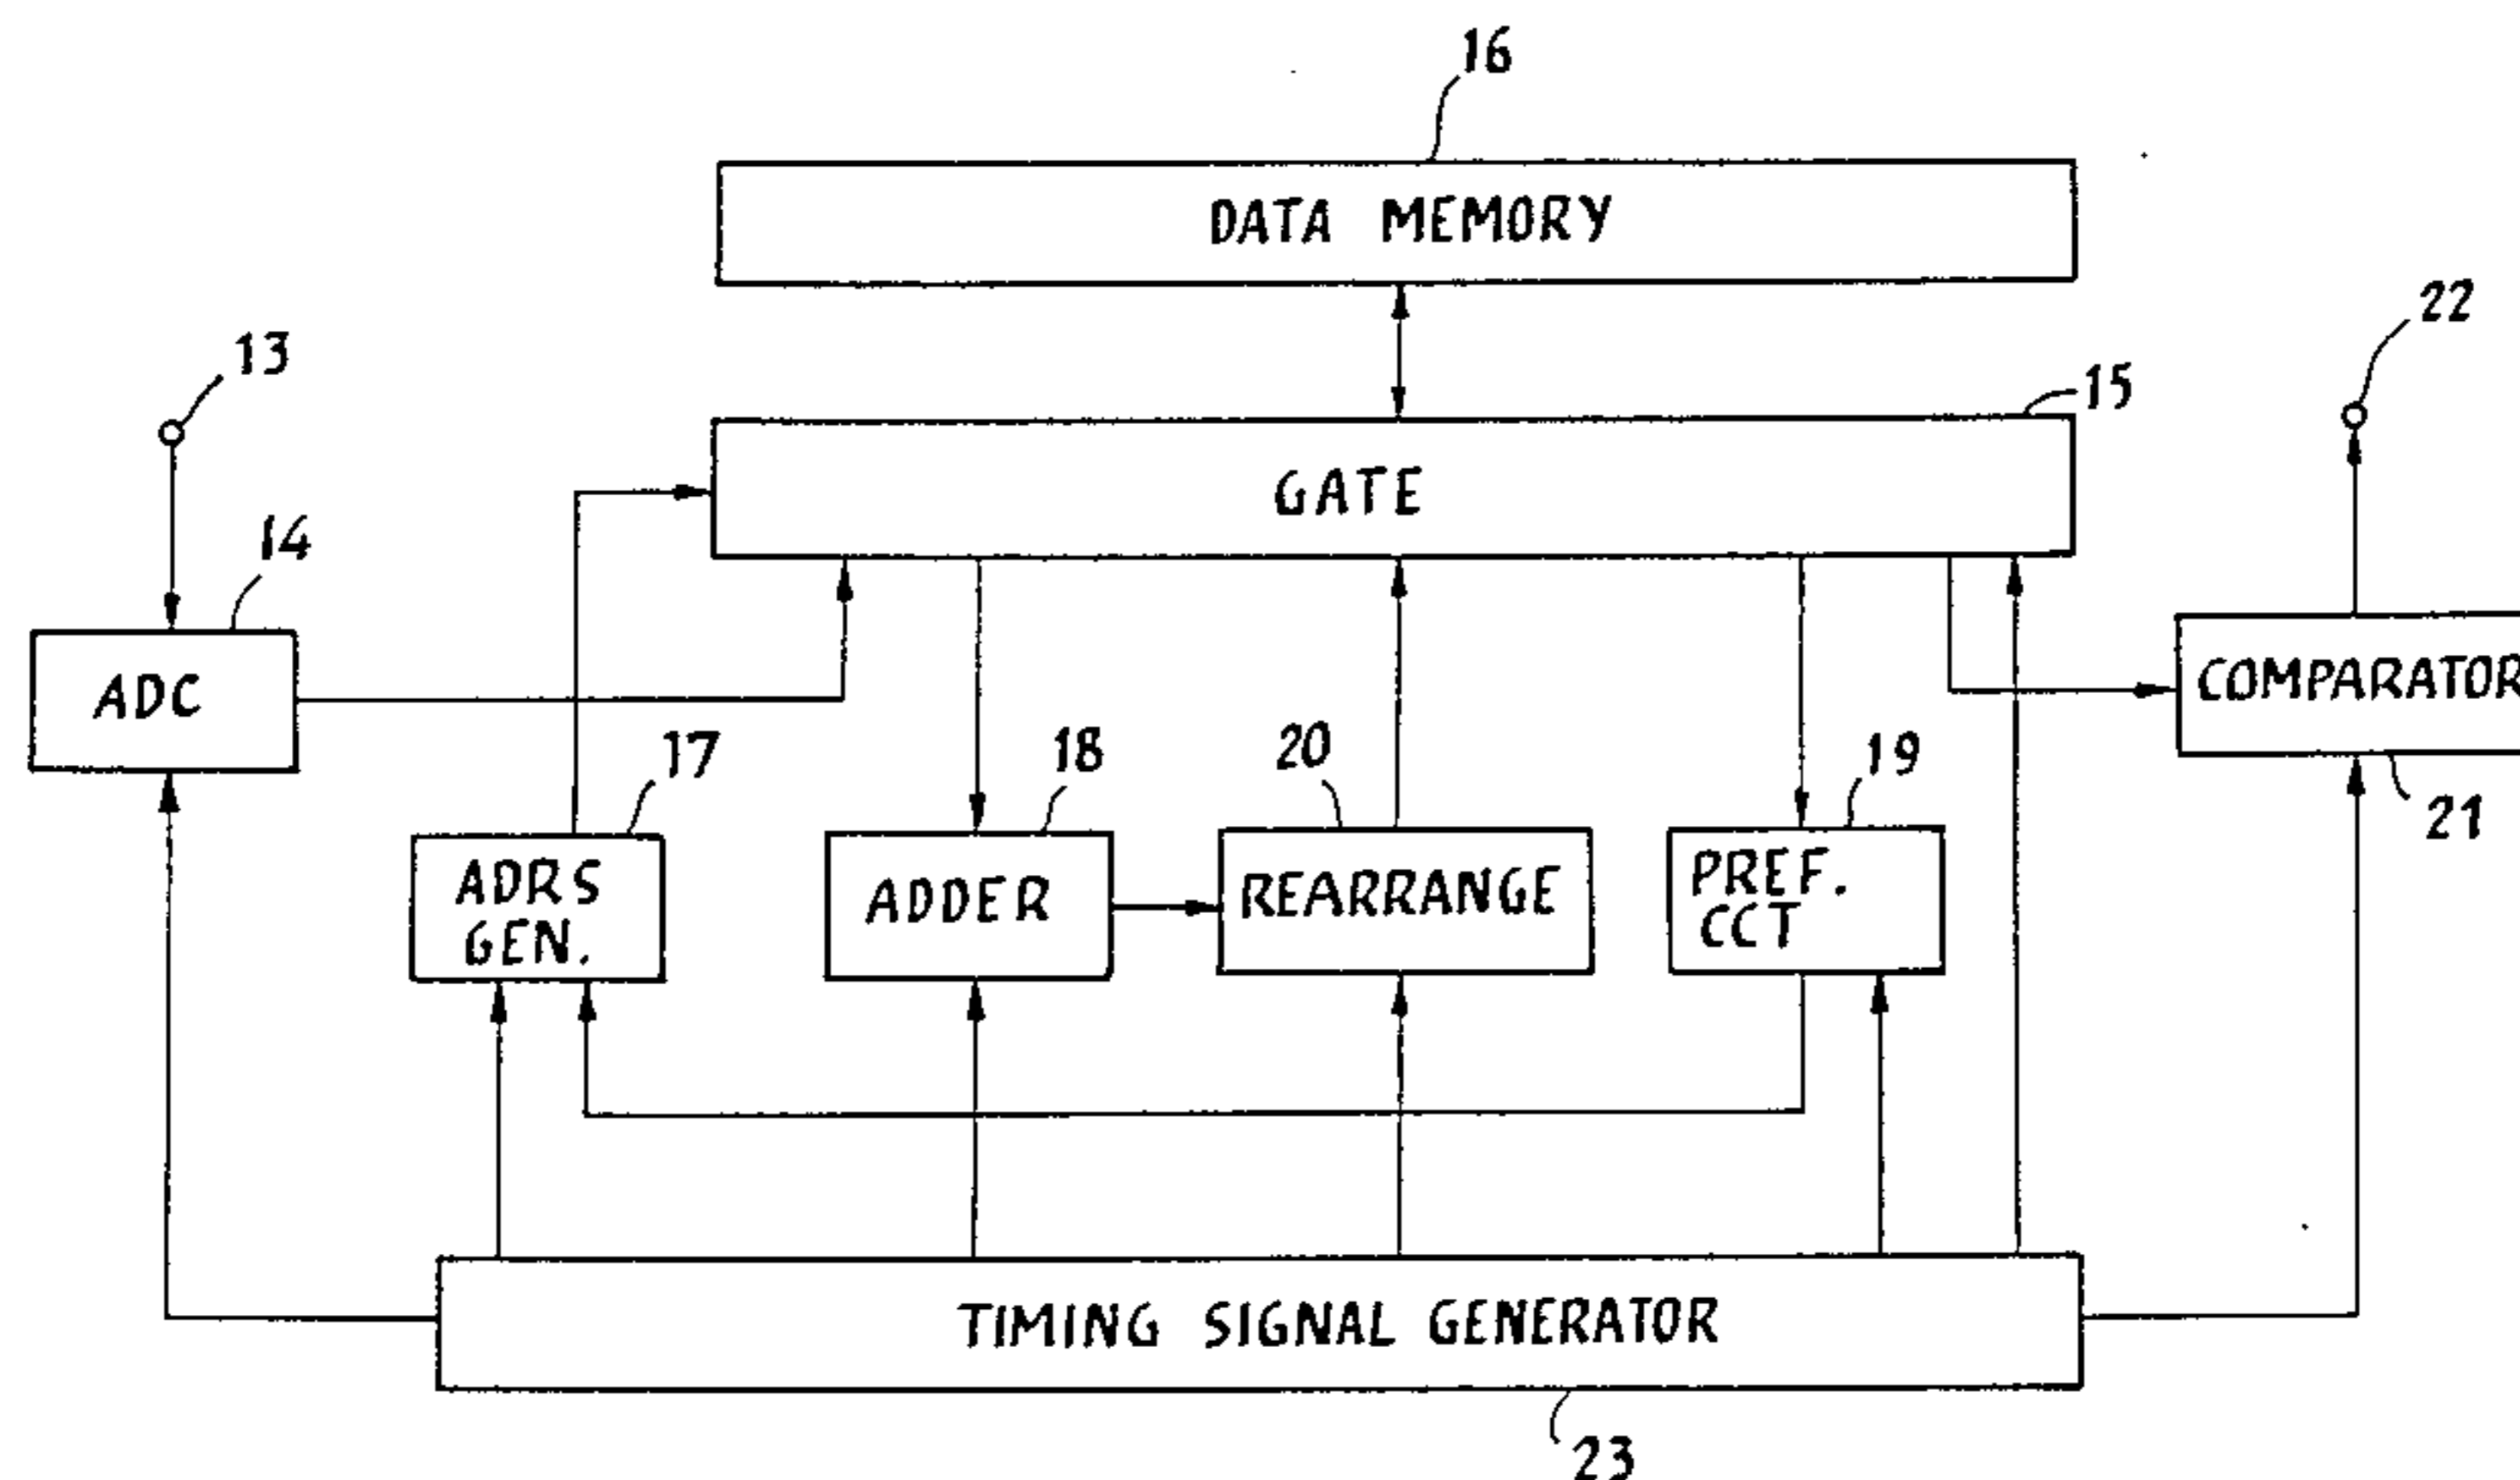 16
DATA MEMORY
22
13
15
GATE
14
ADC
COMPARATOR
17
18
20
19
21
ADRS
GEN.
ADDER
REARRANGE
PREF.
CCT
TIMING SIGNAL GENERATOR
23